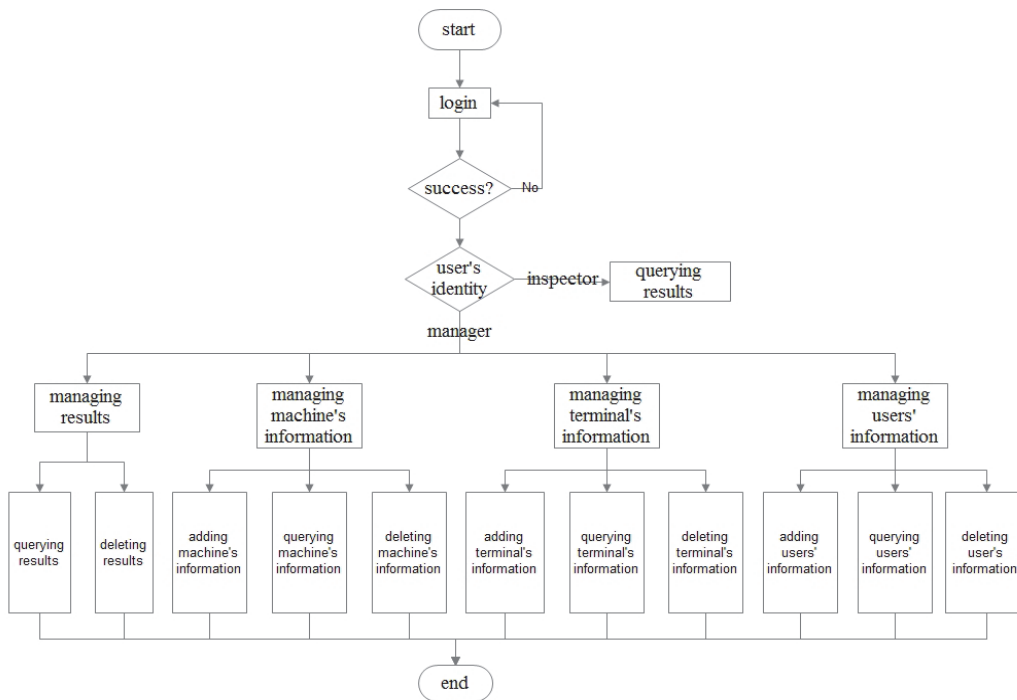 start
login
success?
No
user's
identity
inspector
querying
results
manager
managing
results
managing
machine's
information
managing
terminal's
information
managing
users'
information
querying
results
deleting
results
adding
machine's
information
querying
machine's
information
deleting
machine's
information
adding
terminal's
information
querying
terminal's
information
deleting
terminal's
information
adding
users'
information
querying
users'
information
deleting
user's
information
end